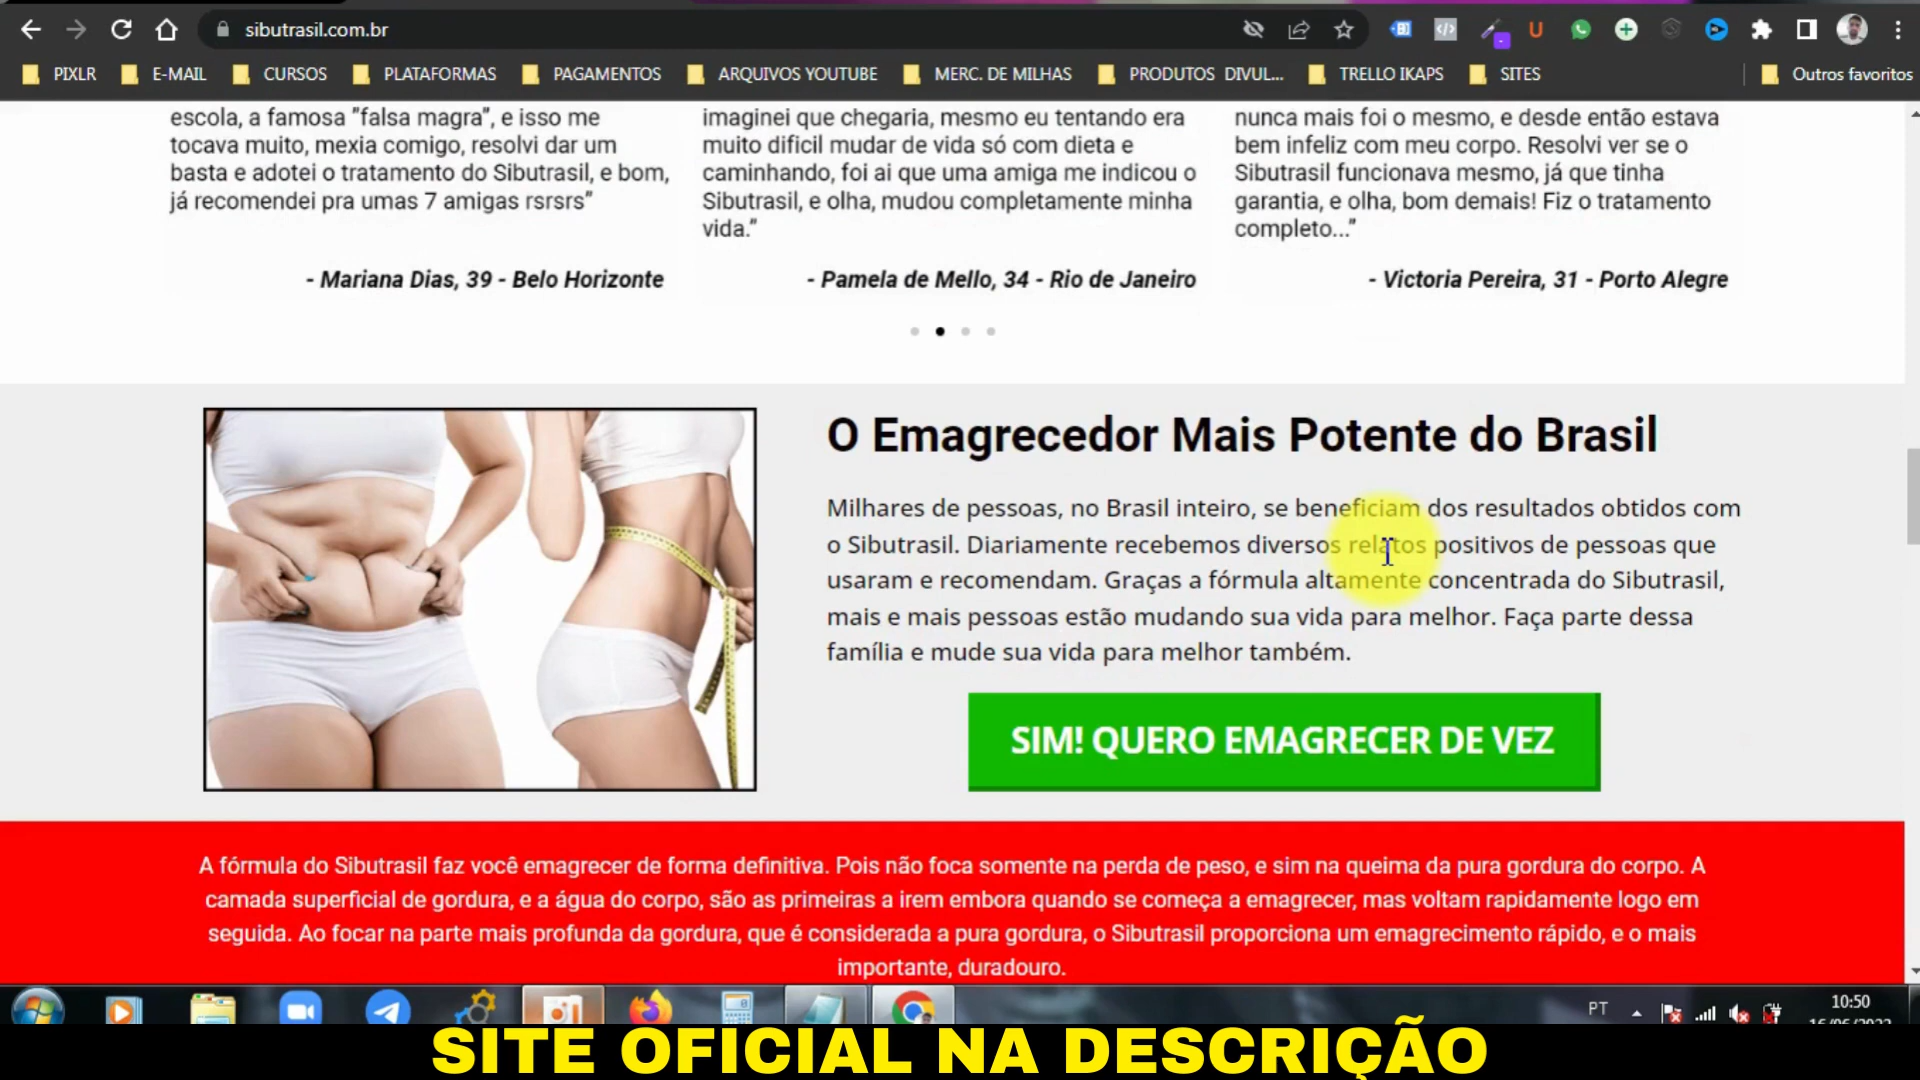 sibutrasil.com.br
PIXLR
E-MAIL
CURSOS
PLATAFORMAS
PAGAMENTOS
ARQUIVOS YOUTUBE
MERC. DE MILHAS
PRODUTOS DIVUL...
TRELLO IKAPS
SITES
Outros favoritos
escola, a famosa "falsa magra", e isso me
tocava muito, mexia comigo, resolvi dar um
basta e adotei o tratamento do Sibutrasil, e bom,
já recomendei pra umas 7 amigas rsrsrs"
- Mariana Dias, 39 - Belo Horizonte
imaginei que chegaria, mesmo eu tentando era
muito dificil mudar de vida só com dieta e
caminhando, foi ai que uma amiga me indicou o
Sibutrasil, e olha, mudou completamente minha
vida."
- Pamela de Mello, 34 - Rio de Janeiro
nunca mais foi o mesmo, e desde então estava
bem infeliz com meu corpo. Resolvi ver se o
Sibutrasil funcionava mesmo, já que tinha
garantia, e olha, bom demais! Fiz o tratamento
completo..."
- Victoria Pereira, 31 - Porto Alegre
O Emagrecedor Mais Potente do Brasil
Milhares de pessoas, no Brasil inteiro, se beneficiam dos resultados obtidos com
o Sibutrasil. Diariamente recebemos diversos relatos positivos de pessoas que
usaram e recomendam. Graças a fórmula altamente concentrada do Sibutrasil,
mais e mais pessoas estão mudando sua vida para melhor. Faça parte dessa
família e mude sua vida para melhor também.
SIM! QUERO EMAGRECER DE VEZ
A fórmula do Sibutrasil faz você emagrecer de forma definitiva. Pois não foca somente na perda de peso, e sim na queima da pura gordura do corpo. A
camada superficial de gordura, e a água do corpo, são as primeiras a irem embora quando se começa a emagrecer, mas voltam rapidamente logo em
seguida. Ao focar na parte mais profunda da gordura, que é considerada a pura gordura, o Sibutrasil proporciona um emagrecimento rápido, e o mais
importante, duradouro.
PT
10:50
SITE OFICIAL NA DESCRIÇÃO